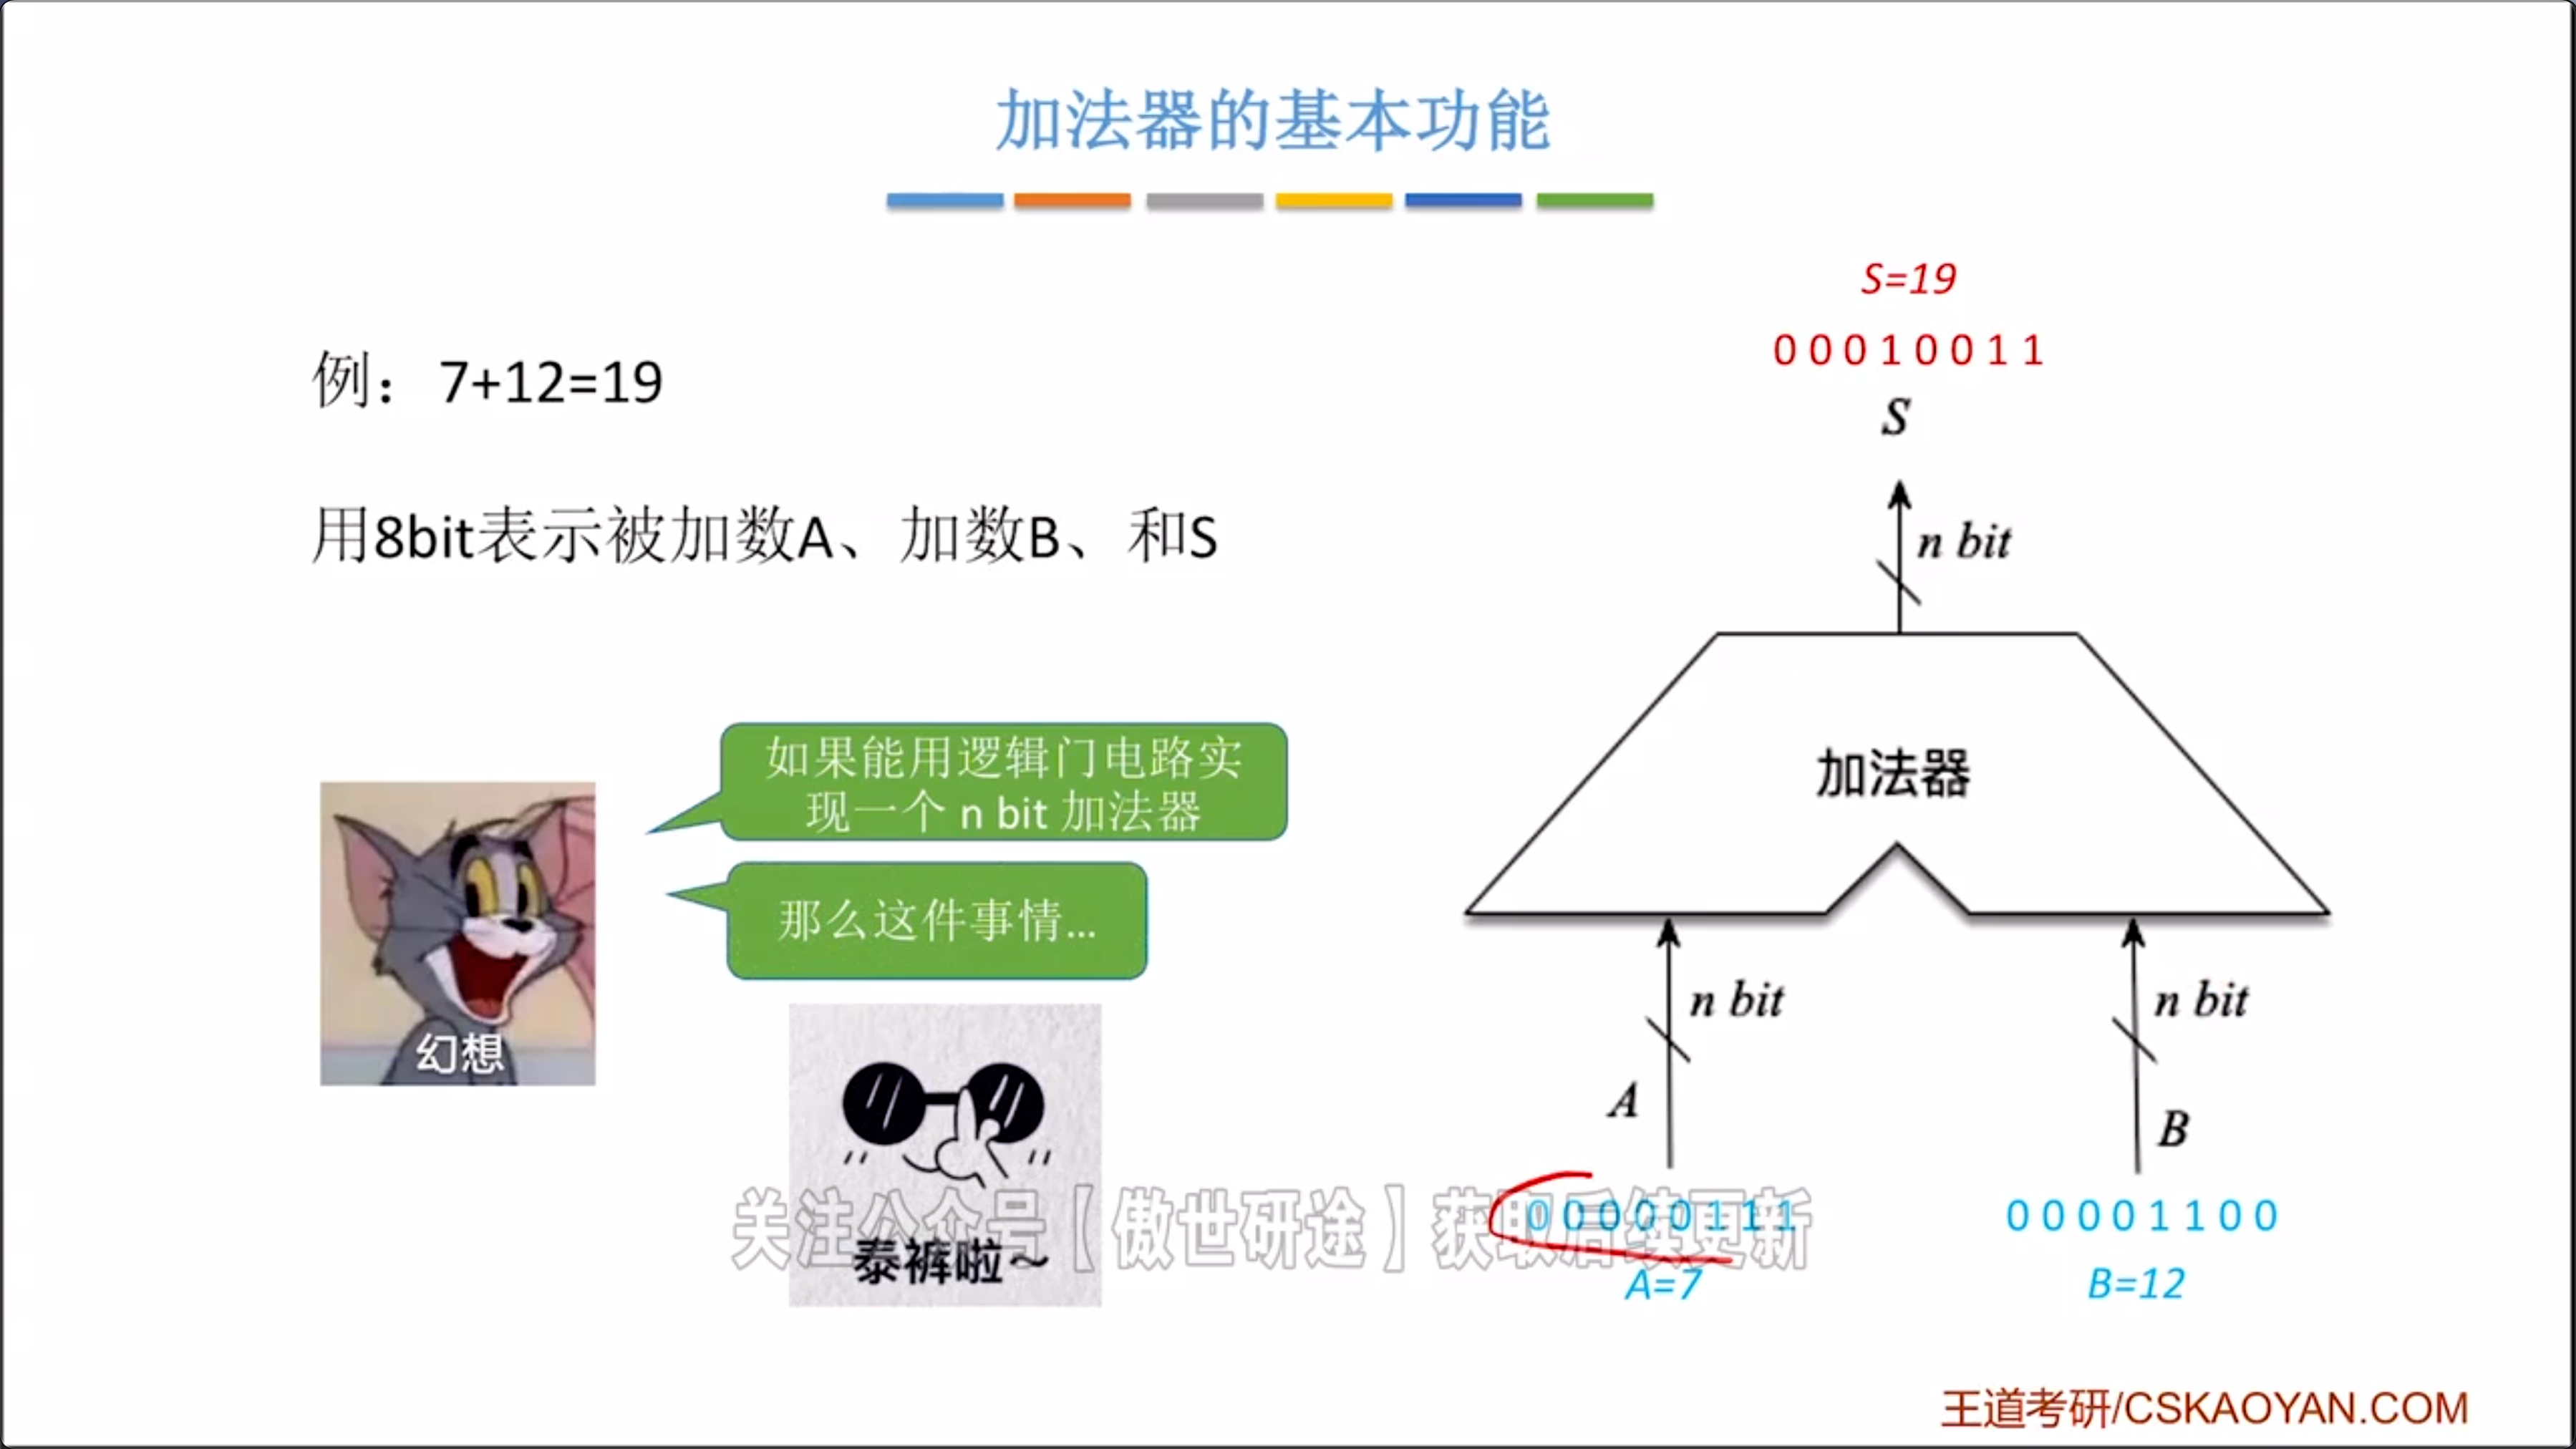 加法器的基本功能
S=19
0 0 0 1 0 0 1 1
S
n bit
例：7+12=19
用8bit表示被加数A、加数B、和S
如果能用逻辑门电路实
现一个 n bit 加法器
那么这件事情...
幻想
泰裤啦~
加法器
n bit
n bit
A
B
0 0 0 0 0 1 1 1
0 0 0 0 1 1 0 0
A=7
B=12
关注公众号【傲世研途】获取后续更新
王道考研/CSKAOYAN.COM